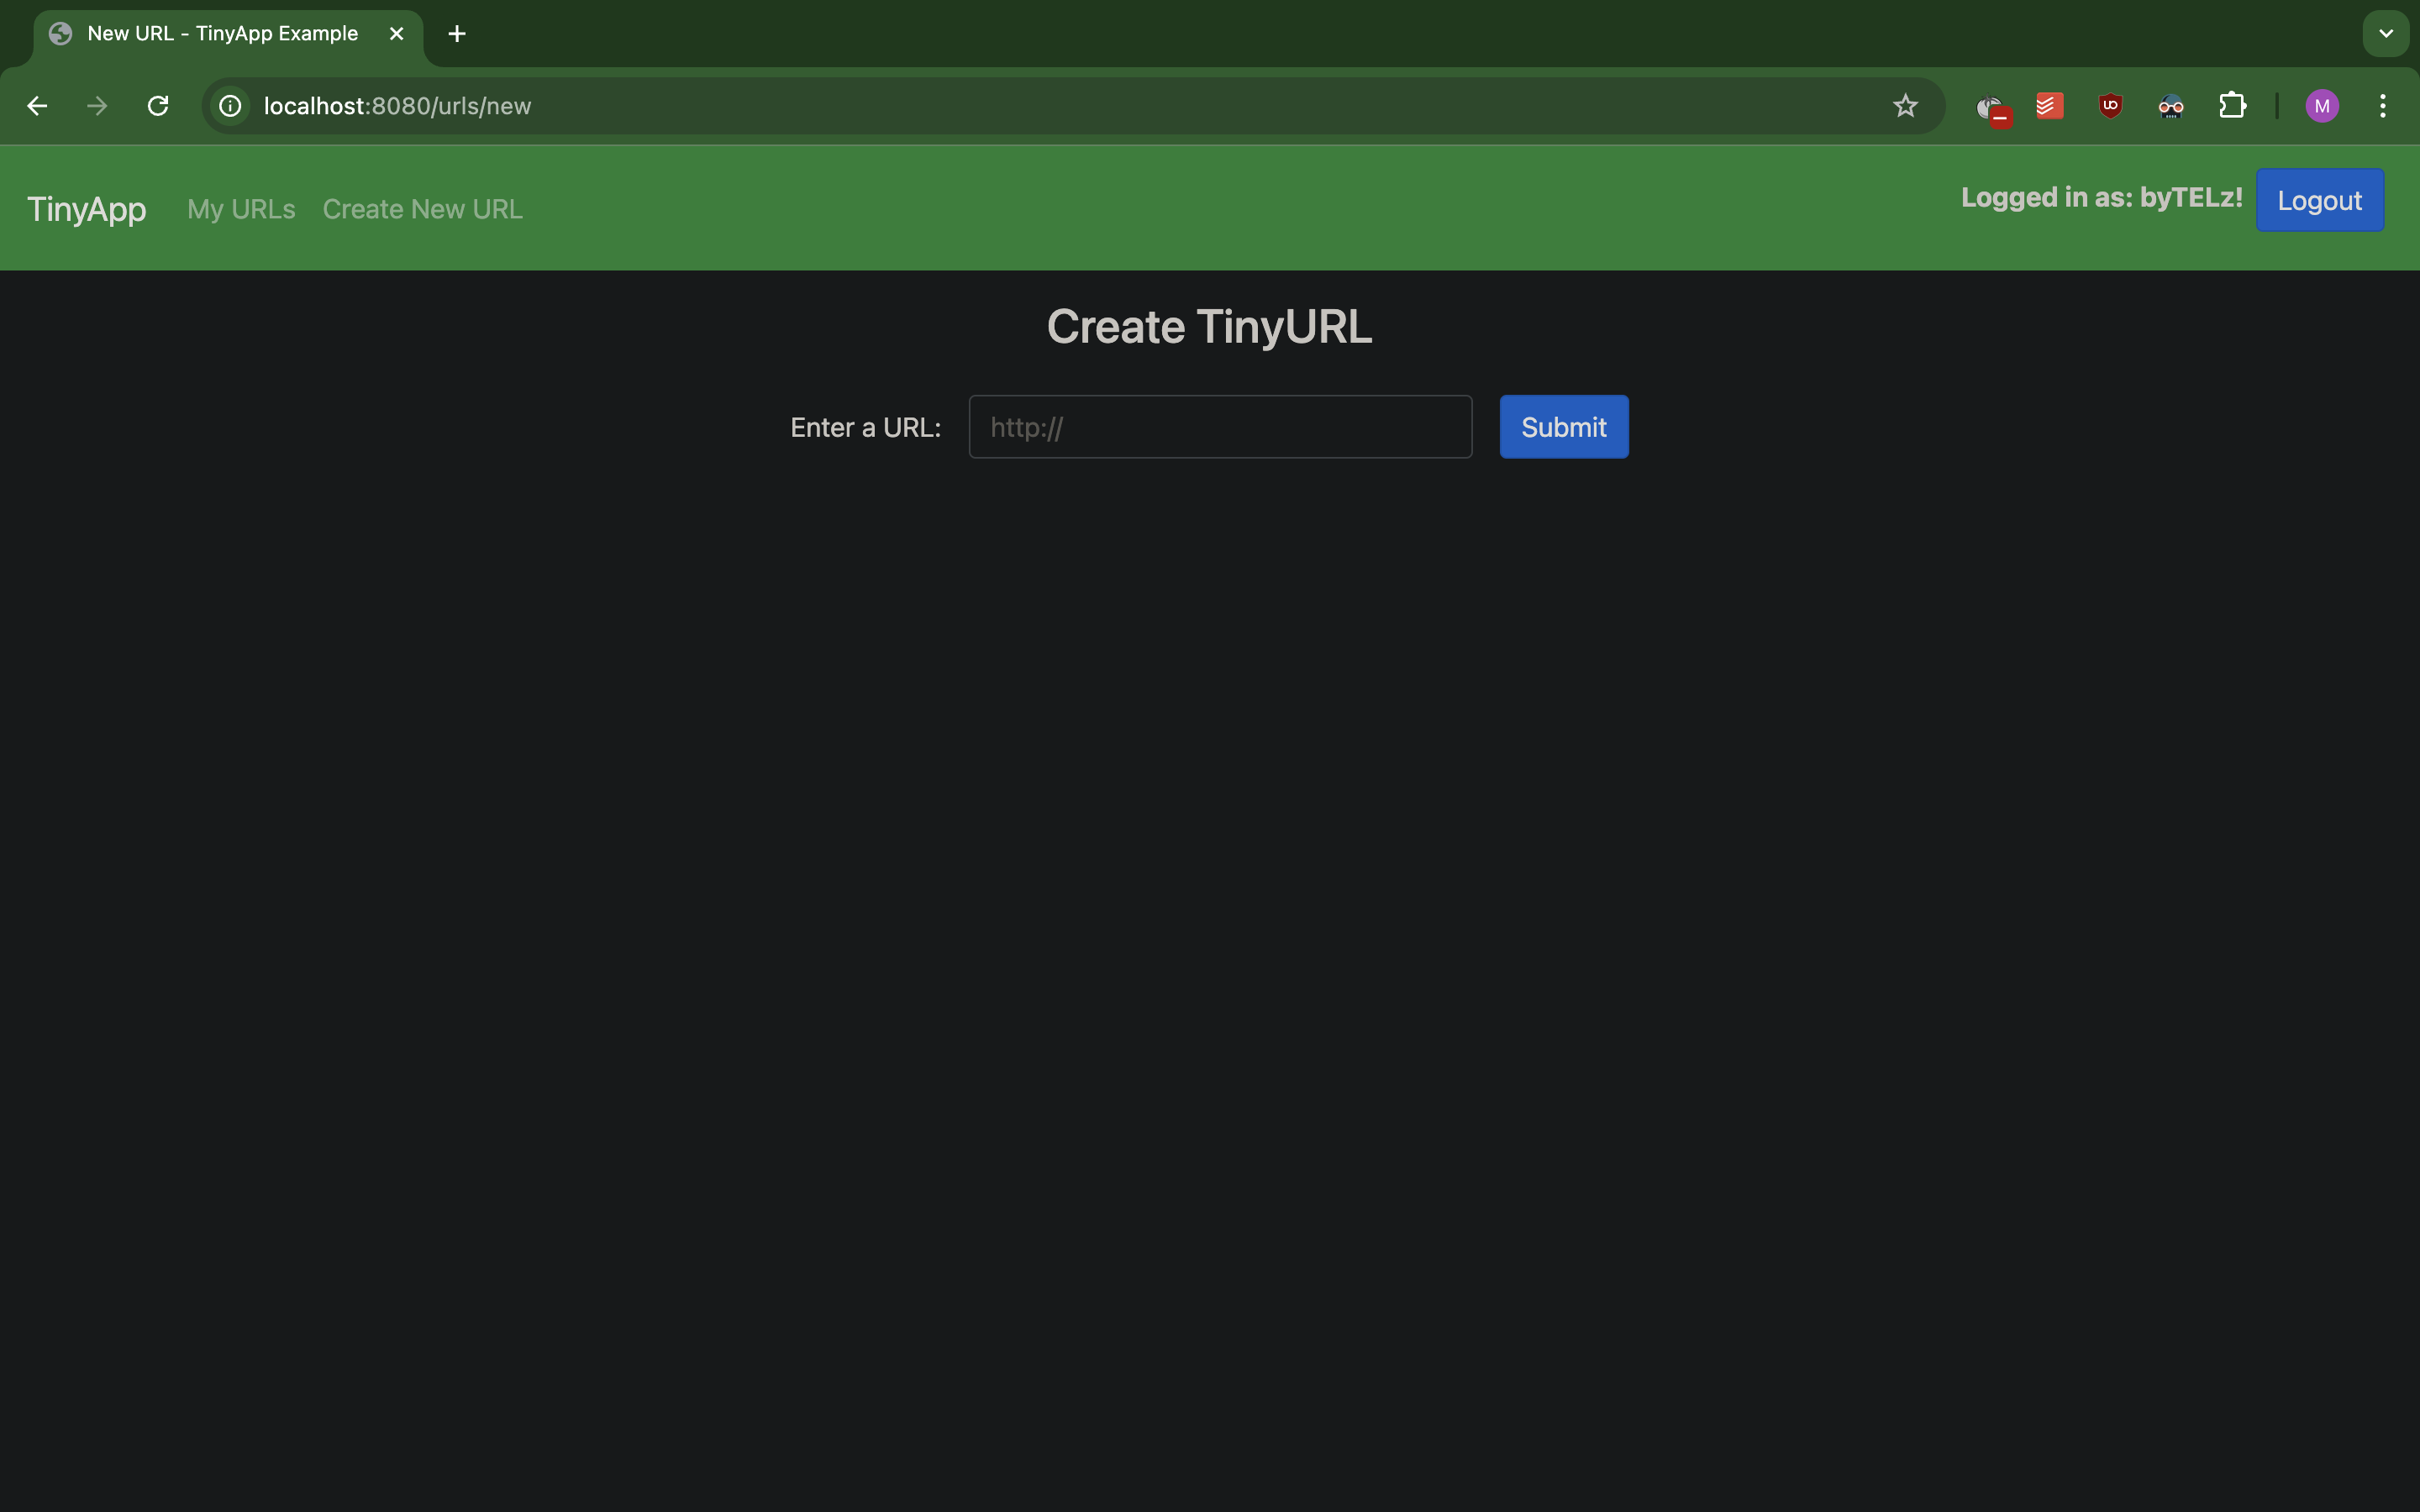 New URL - TinyApp Example
localhost:8080/urls/new
M
TinyApp My URLs Create New URL Logged in as: byTELz! Logout
Create TinyURL
Enter a URL: http:// Submit